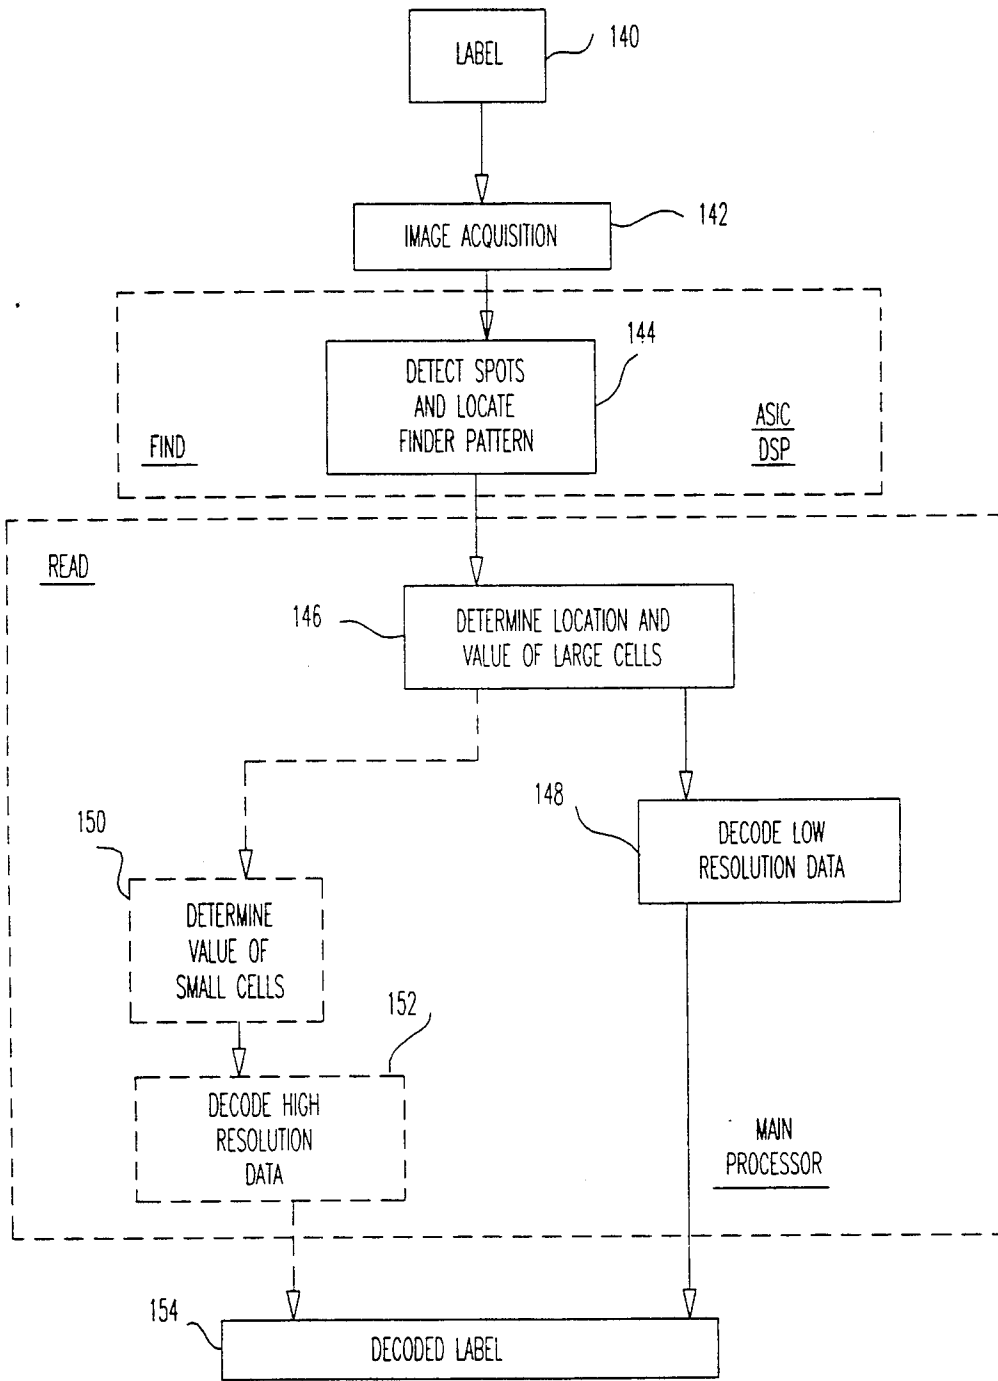 LABEL
140
IMAGE ACQUISITION
142
144
DETECT SPOTS
AND LOCATE
FINDER PATTERN
FIND
ASIC
DSP
READ
146
DETERMINE LOCATION AND
VALUE OF LARGE CELLS
148
DECODE LOW
RESOLUTION DATA
150
DETERMINE
VALUE OF
SMALL CELLS
152
DECODE HIGH
RESOLUTION
DATA
MAIN
PROCESSOR
154
DECODED LABEL